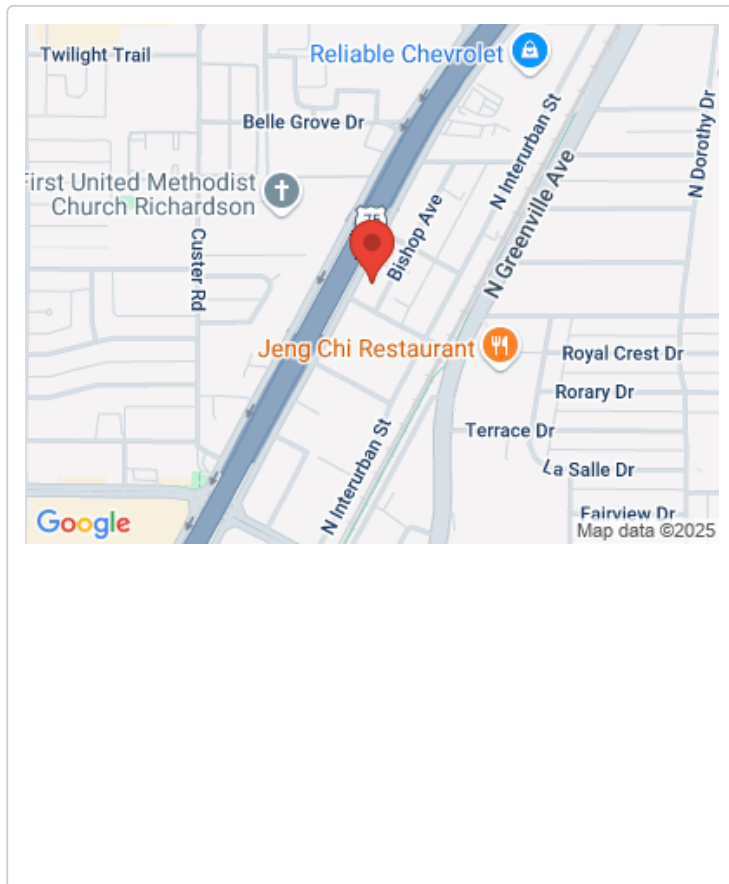 Twilight Trail
Reliable Chevrolet
Belle Grove Dr
N Interurban St
N Dorothy Dr
First United Methodist
Church Richardson
75
Bishop Ave
N Greenville Ave
Custer Rd
Jeng Chi Restaurant
Royal Crest Dr
Rorary Dr
Terrace Dr
La Salle Dr
N Interurban St
Fairview Dr
Google
Map data ©2025